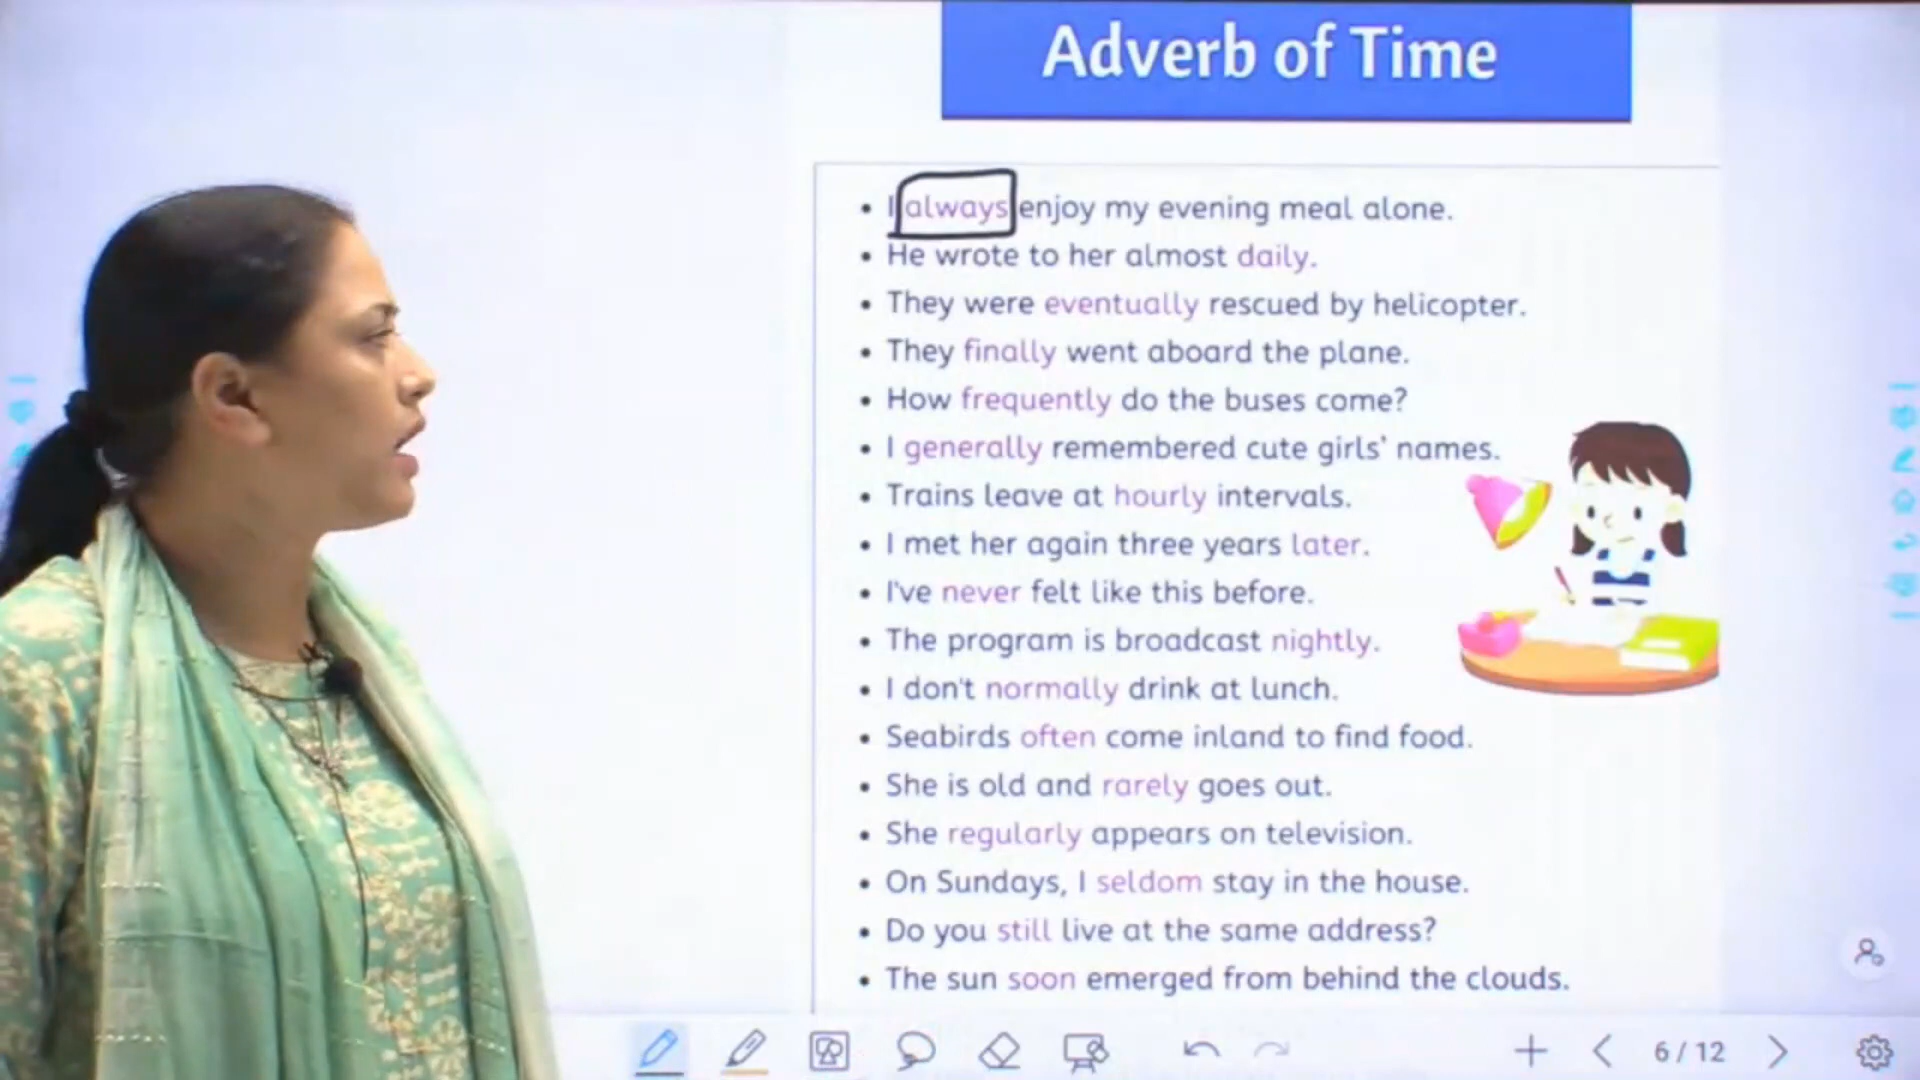 Adverb of Time
• I always enjoy my evening meal alone.
• He wrote to her almost daily.
• They were eventually rescued by helicopter.
• They finally went aboard the plane.
• How frequently do the buses come?
• I generally remembered cute girls' names.
• Trains leave at hourly intervals.
• I met her again three years later.
• I've never felt like this before.
• The program is broadcast nightly.
• I don't normally drink at lunch.
• Seabirds often come inland to find food.
• She is old and rarely goes out.
• She regularly appears on television.
• On Sundays, I seldom stay in the house.
• Do you still live at the same address?
• The sun soon emerged from behind the clouds.
6 / 12